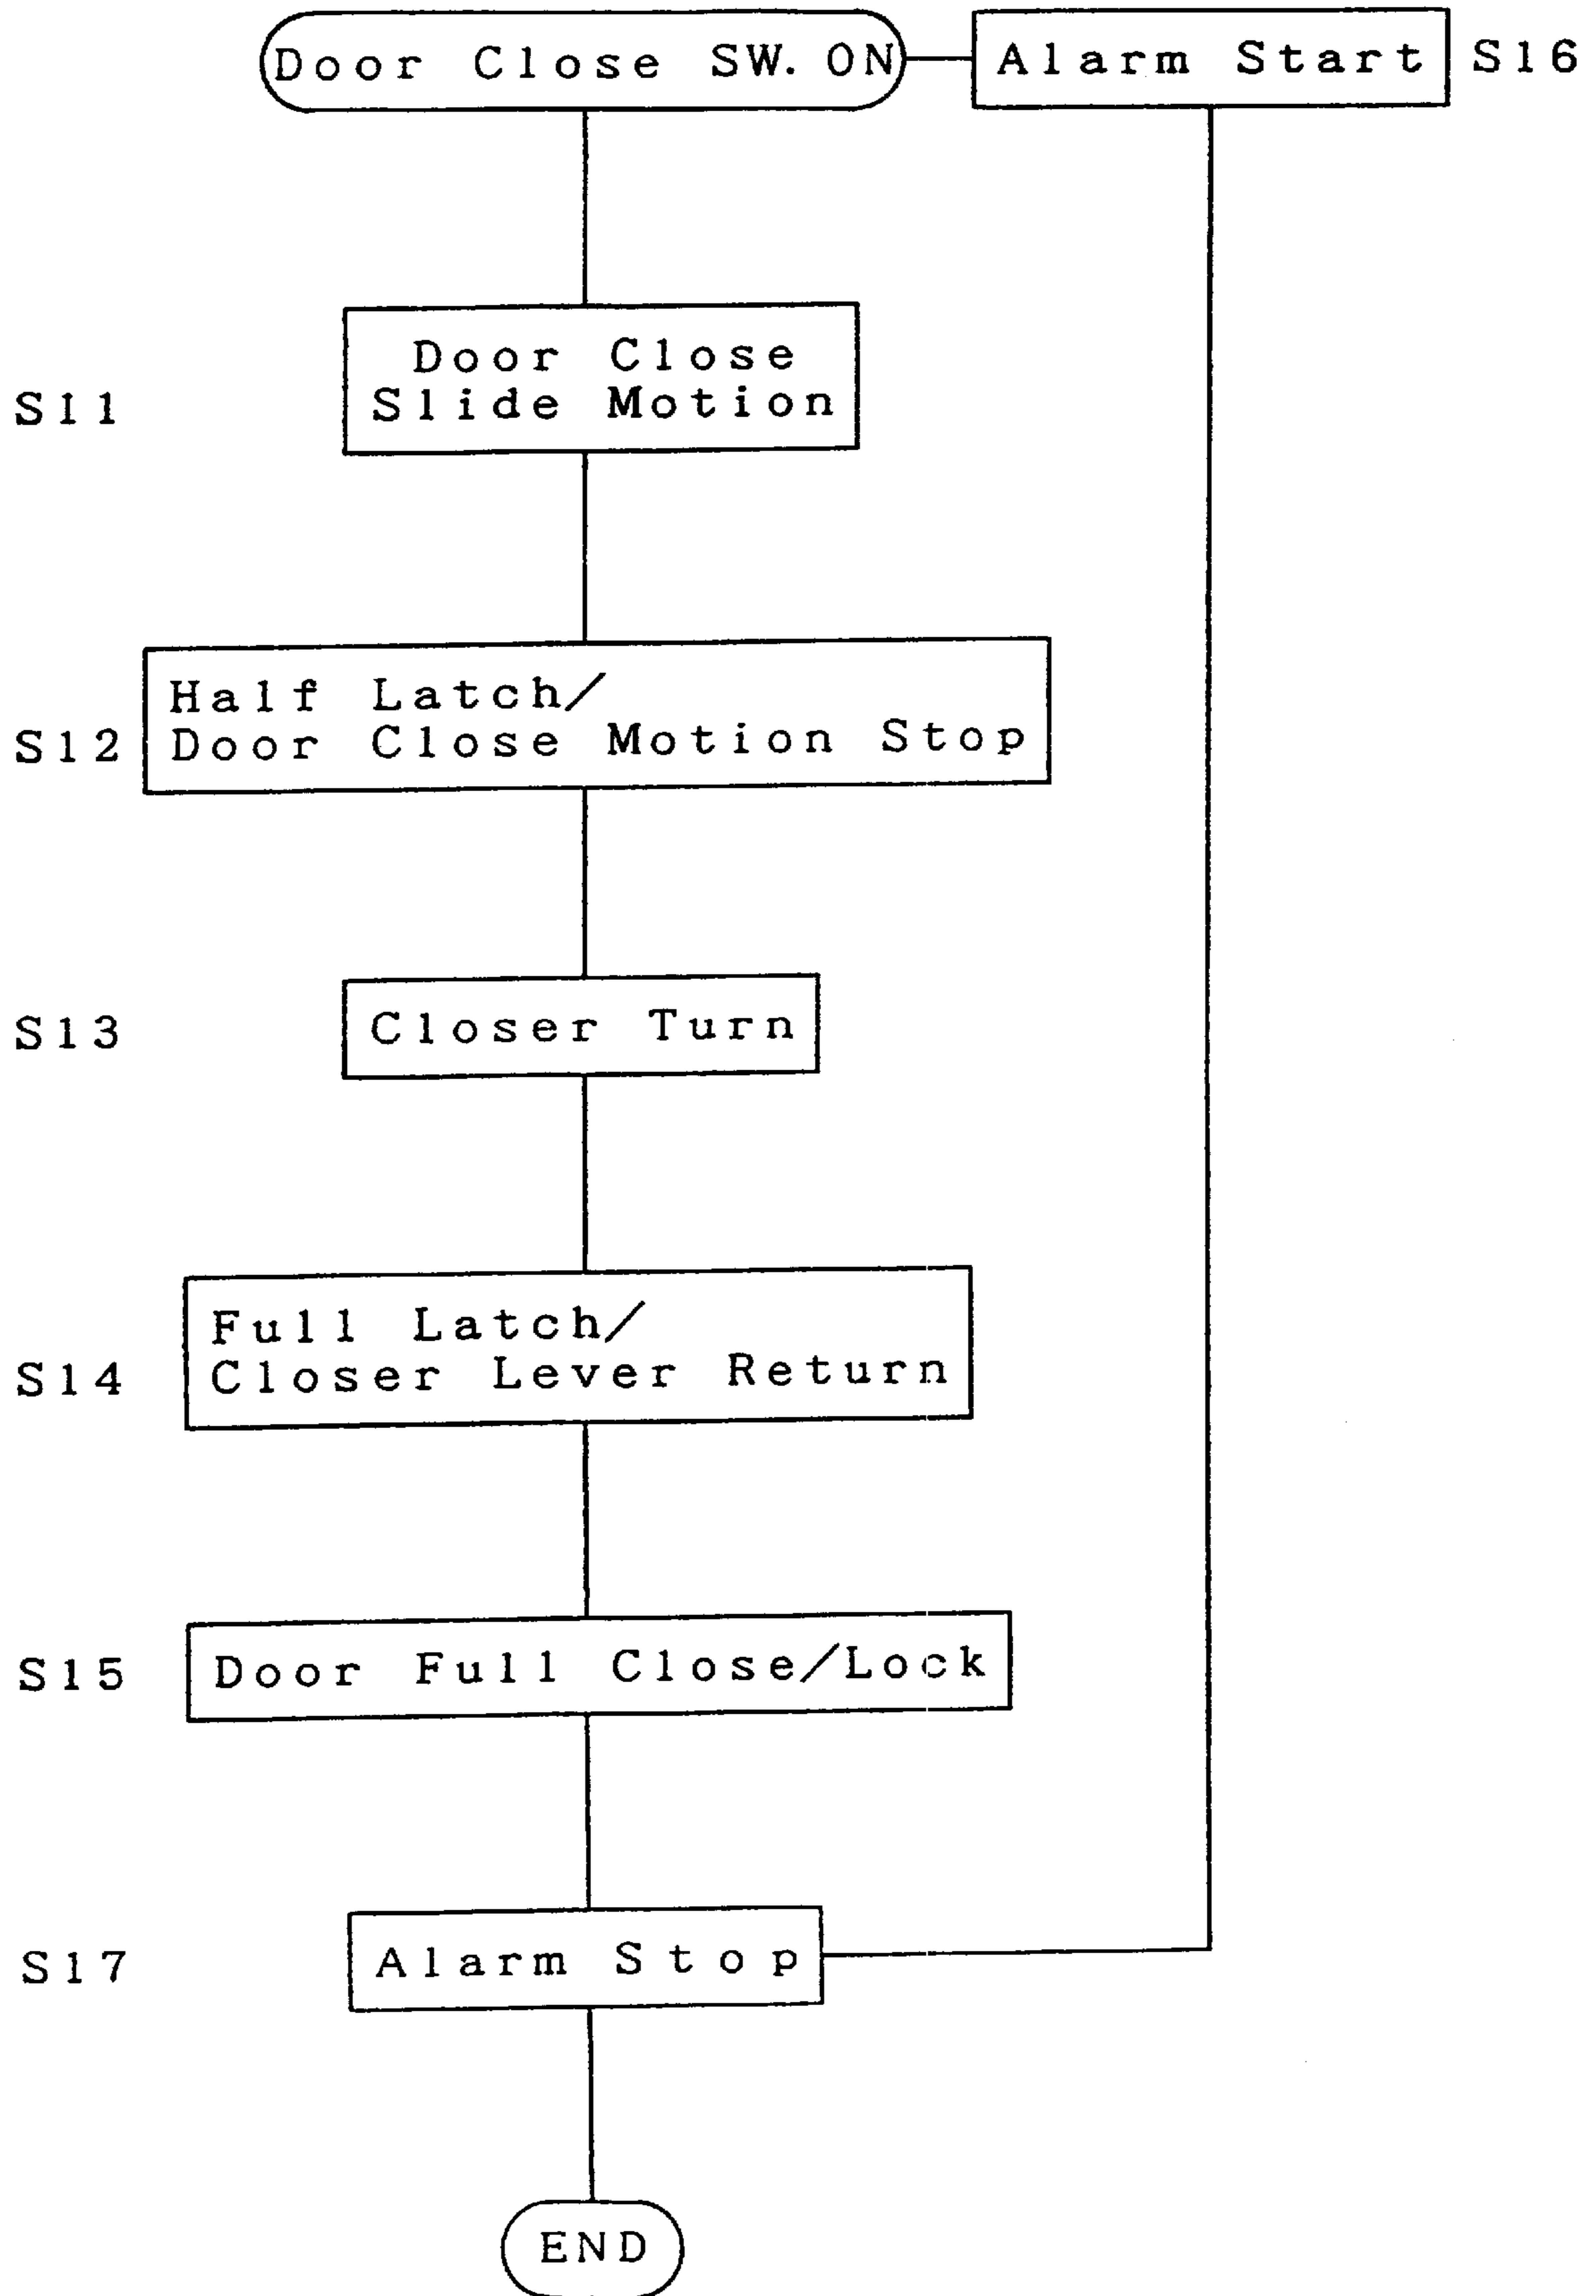 Door Close SW. ON
Alarm Start
S16
Door Close
Slide Motion
S11
Half Latch/
Door Close Motion Stop
S12
S13
Closer Turn
Full Latch/
Closer Lever Return
S14
S15
Door Full Close/Lock
S17
Alarm Stop
END